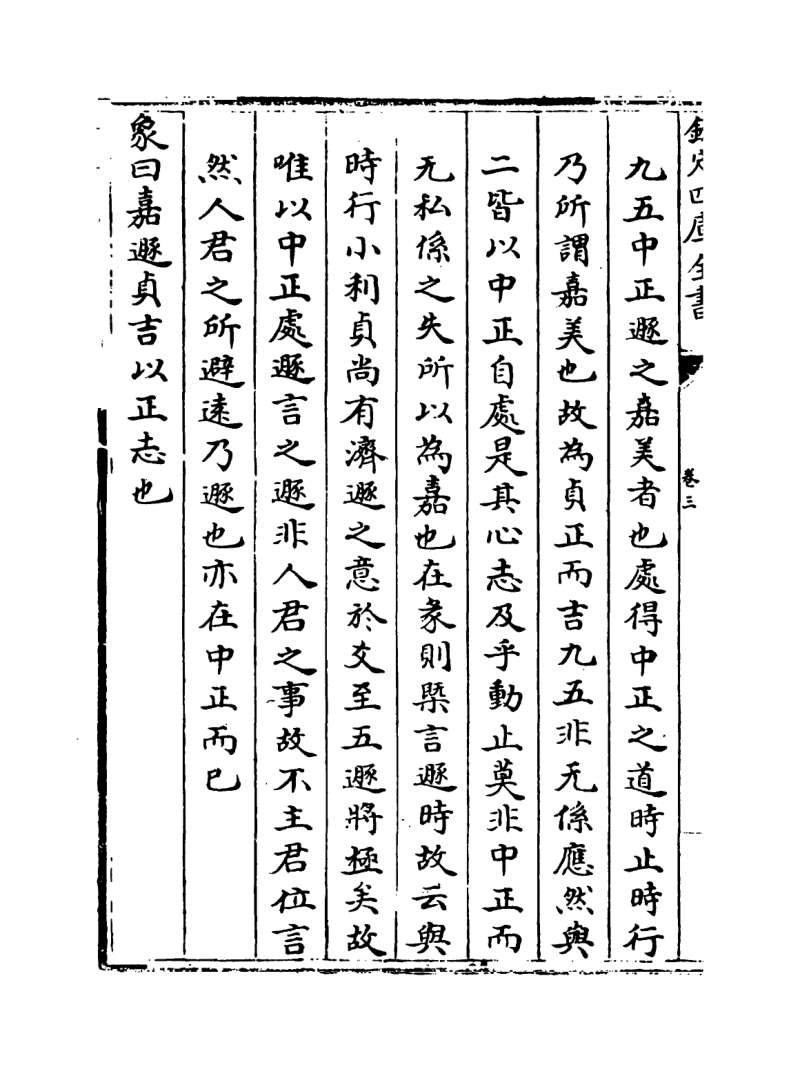 欽定四庫全書
卷三
九五中正遯之嘉美者也處得中正之道時止時行
乃所謂嘉美也故為貞正而吉九五非无係應然與
二皆以中正自處是其心志及乎動止莫非中正而
无私係之失所以為嘉也在彖則槩言遯時故云與
時行小利貞尚有濟遯之意於爻至五遯將極矣故
唯以中正處遯言之遯非人君之事故不主君位言
然人君之所避遠乃遯也亦在中正而已
象曰嘉遯貞吉以正志也